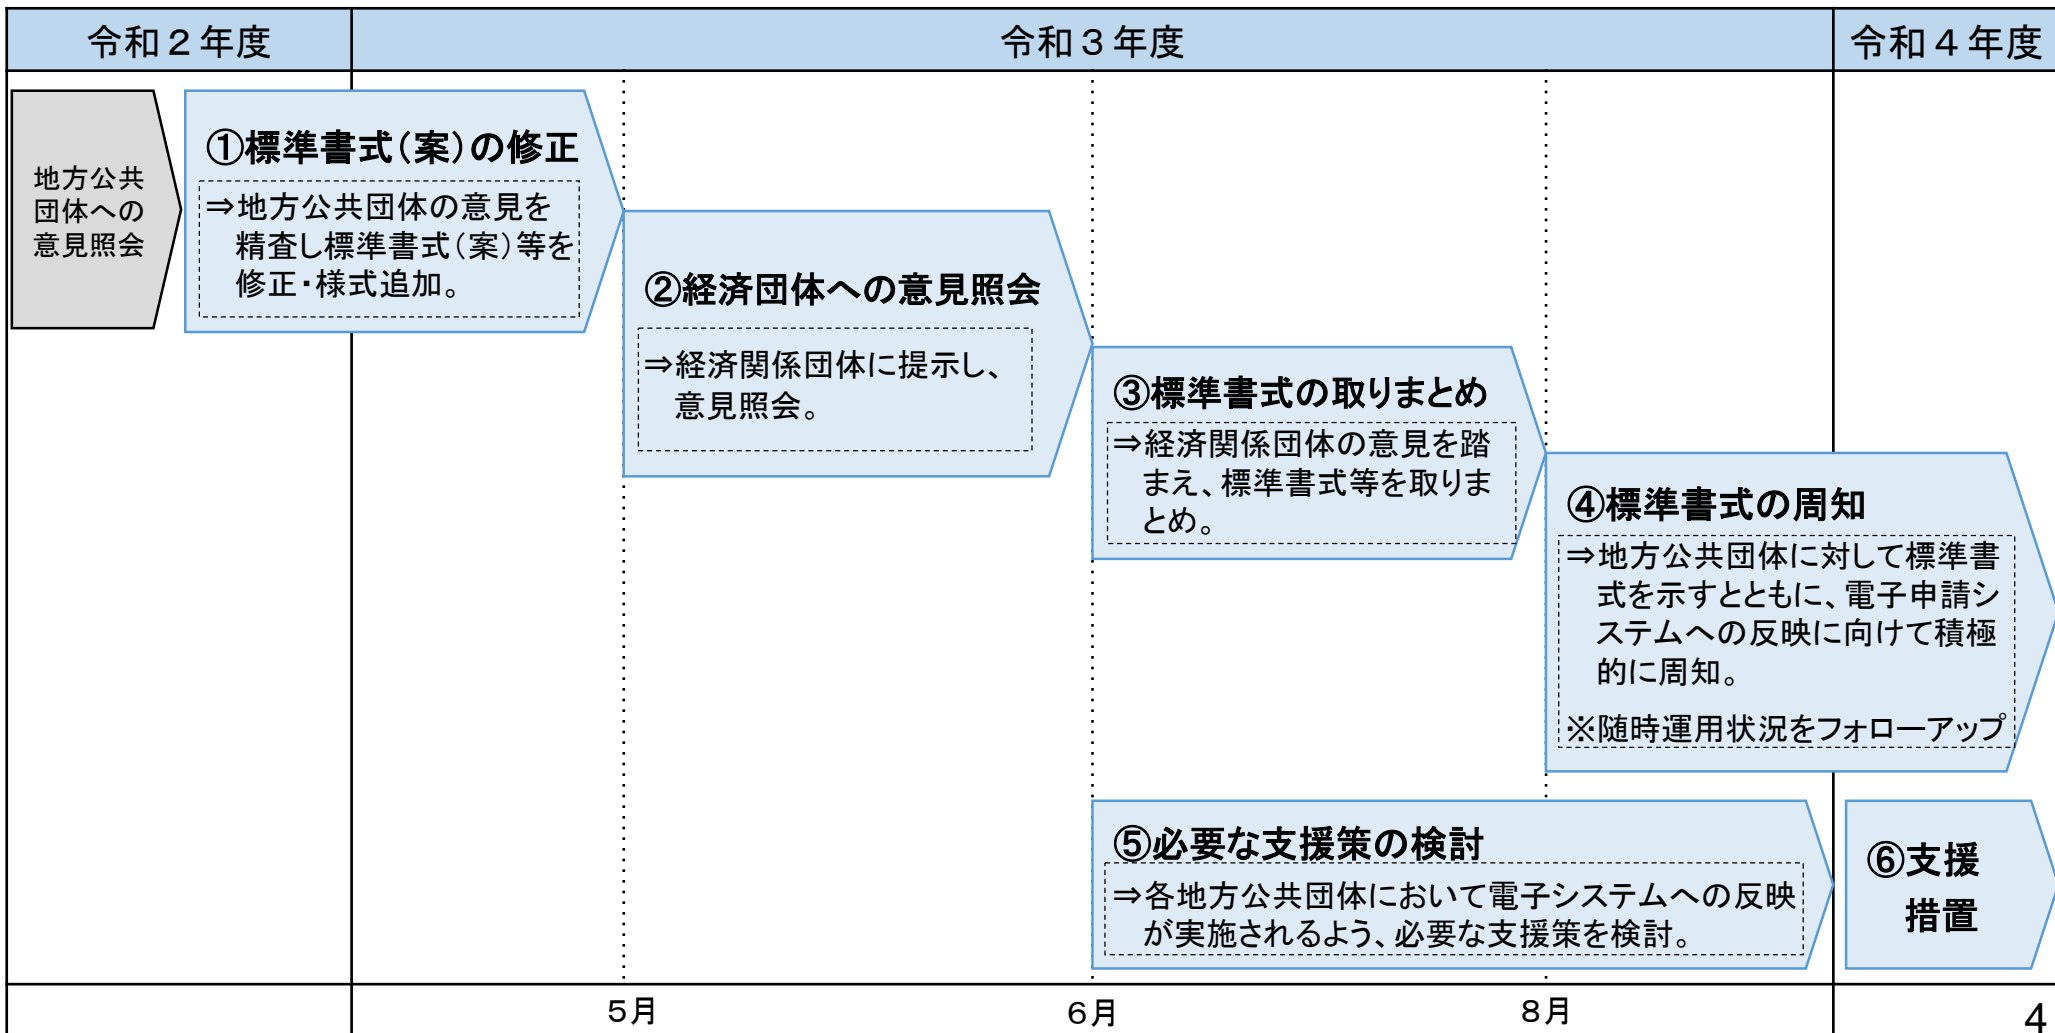 令和２年度
令和３年度
令和４年度
地方公共
団体への
意見照会
①標準書式（案）の修正
⇒地方公共団体の意見を
精査し標準書式（案）等を
修正・様式追加。
②経済団体への意見照会
⇒経済関係団体に提示し、
意見照会。
③標準書式の取りまとめ
⇒経済関係団体の意見を踏
まえ、標準書式等を取りま
とめ。
④標準書式の周知
⇒地方公共団体に対して標準書
式を示すとともに、電子申請シ
ステムへの反映に向けて積極
的に周知。
※随時運用状況をフォローアップ
⑤必要な支援策の検討
⇒各地方公共団体において電子システムへの反映
が実施されるよう、必要な支援策を検討。
⑥支援
措置
５月
６月
８月
4